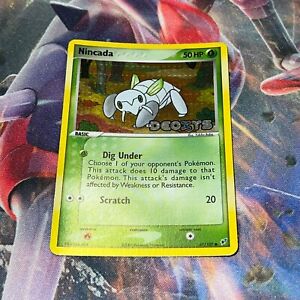 Nincada 50 HP
DEOXYS
BASIC
Dig Under
Choose 1 of your opponent's Pokémon.
This attack does 10 damage to that
Pokémon. This attack's damage isn't
affected by Weakness or Resistance.
Scratch 20